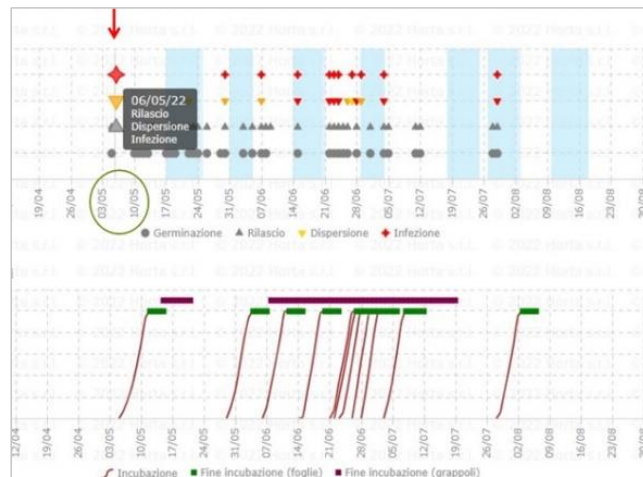 © 2022 Horta s.r.l.
06/05/22
Rilascio
Dispersione
Infezione
19/04 26/04 03/05 10/05 17/05 24/05 31/05 07/06 14/06 21/06 28/06 05/07 12/07 19/07 26/07 02/08 09/08 16/08 23/08 30/08
Germinazione Rilascio Dispersione Infezione
12/04 19/04 26/04 03/05 10/05 17/05 24/05 31/05 07/06 14/06 21/06 28/06 05/07 12/07 19/07 26/07 02/08 09/08 16/08 23/08
Incubazione Fine incubazione (foglie) Fine incubazione (grappoli)